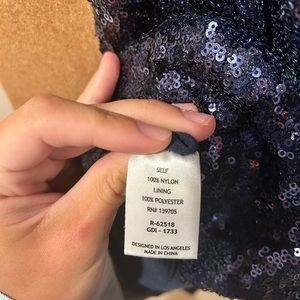 SELF
100% NYLON
LINING
100% POLYESTER
RN# 139705
R-62518
GDI - 1733
DESIGNED IN LOS ANGELES
MADE IN CHINA